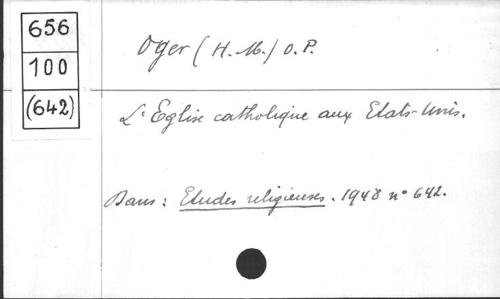 656
100
(642)
Oger (H.-M.) O.P.
L'Eglise catholique aux Etats-Unis.
Dans : Etudes religieuses. 1948 n° 642.